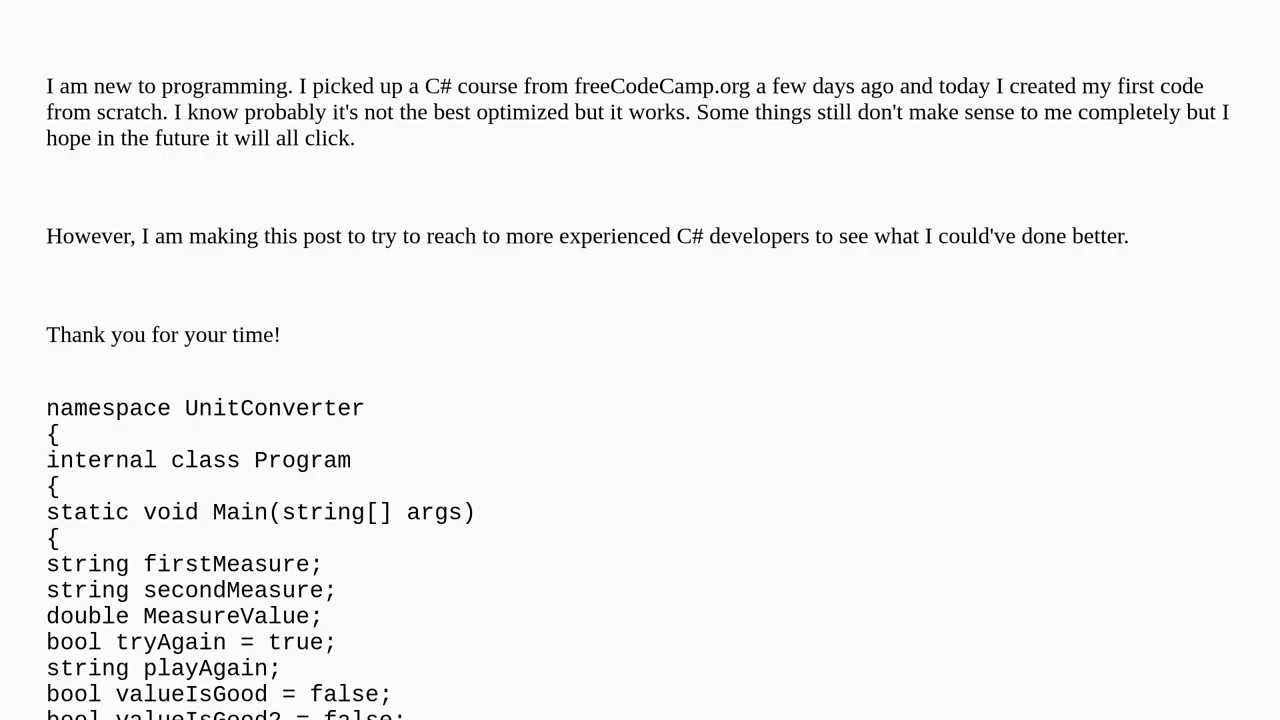 I am new to programming. I picked up a C# course from freeCodeCamp.org a few days ago and today I created my first code
from scratch. I know probably it's not the best optimized but it works. Some things still don't make sense to me completely but I
hope in the future it will all click.
However, I am making this post to try to reach to more experienced C# developers to see what I could've done better.
Thank you for your time!
namespace UnitConverter
{
internal class Program
{
static void Main(string[] args)
{
string firstMeasure;
string secondMeasure;
double MeasureValue;
bool tryAgain = true;
string playAgain;
bool valueIsGood = false;
bool valueIsGood2 = false;